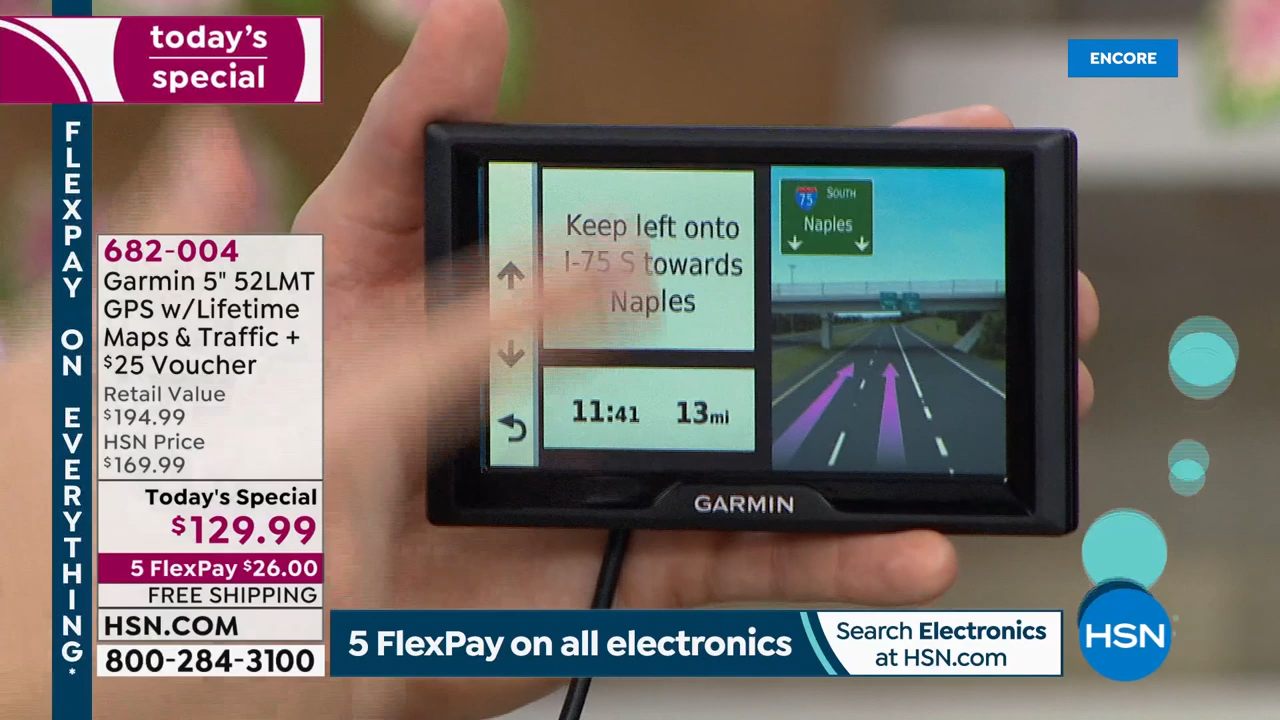 today's
special
ENCORE
FLEXPAY ON EVERYTHING*
682-004
Garmin 5" 52LMT
GPS w/Lifetime
Maps & Traffic +
$25 Voucher
Retail Value
$194.99
HSN Price
$169.99
Today's Special
$129.99
5 FlexPay $26.00
FREE SHIPPING
HSN.COM
800-284-3100
Keep left onto
I-75 S towards
Naples
11:41 13mi
75 SOUTH
Naples
GARMIN
5 FlexPay on all electronics
Search Electronics
at HSN.com
HSN